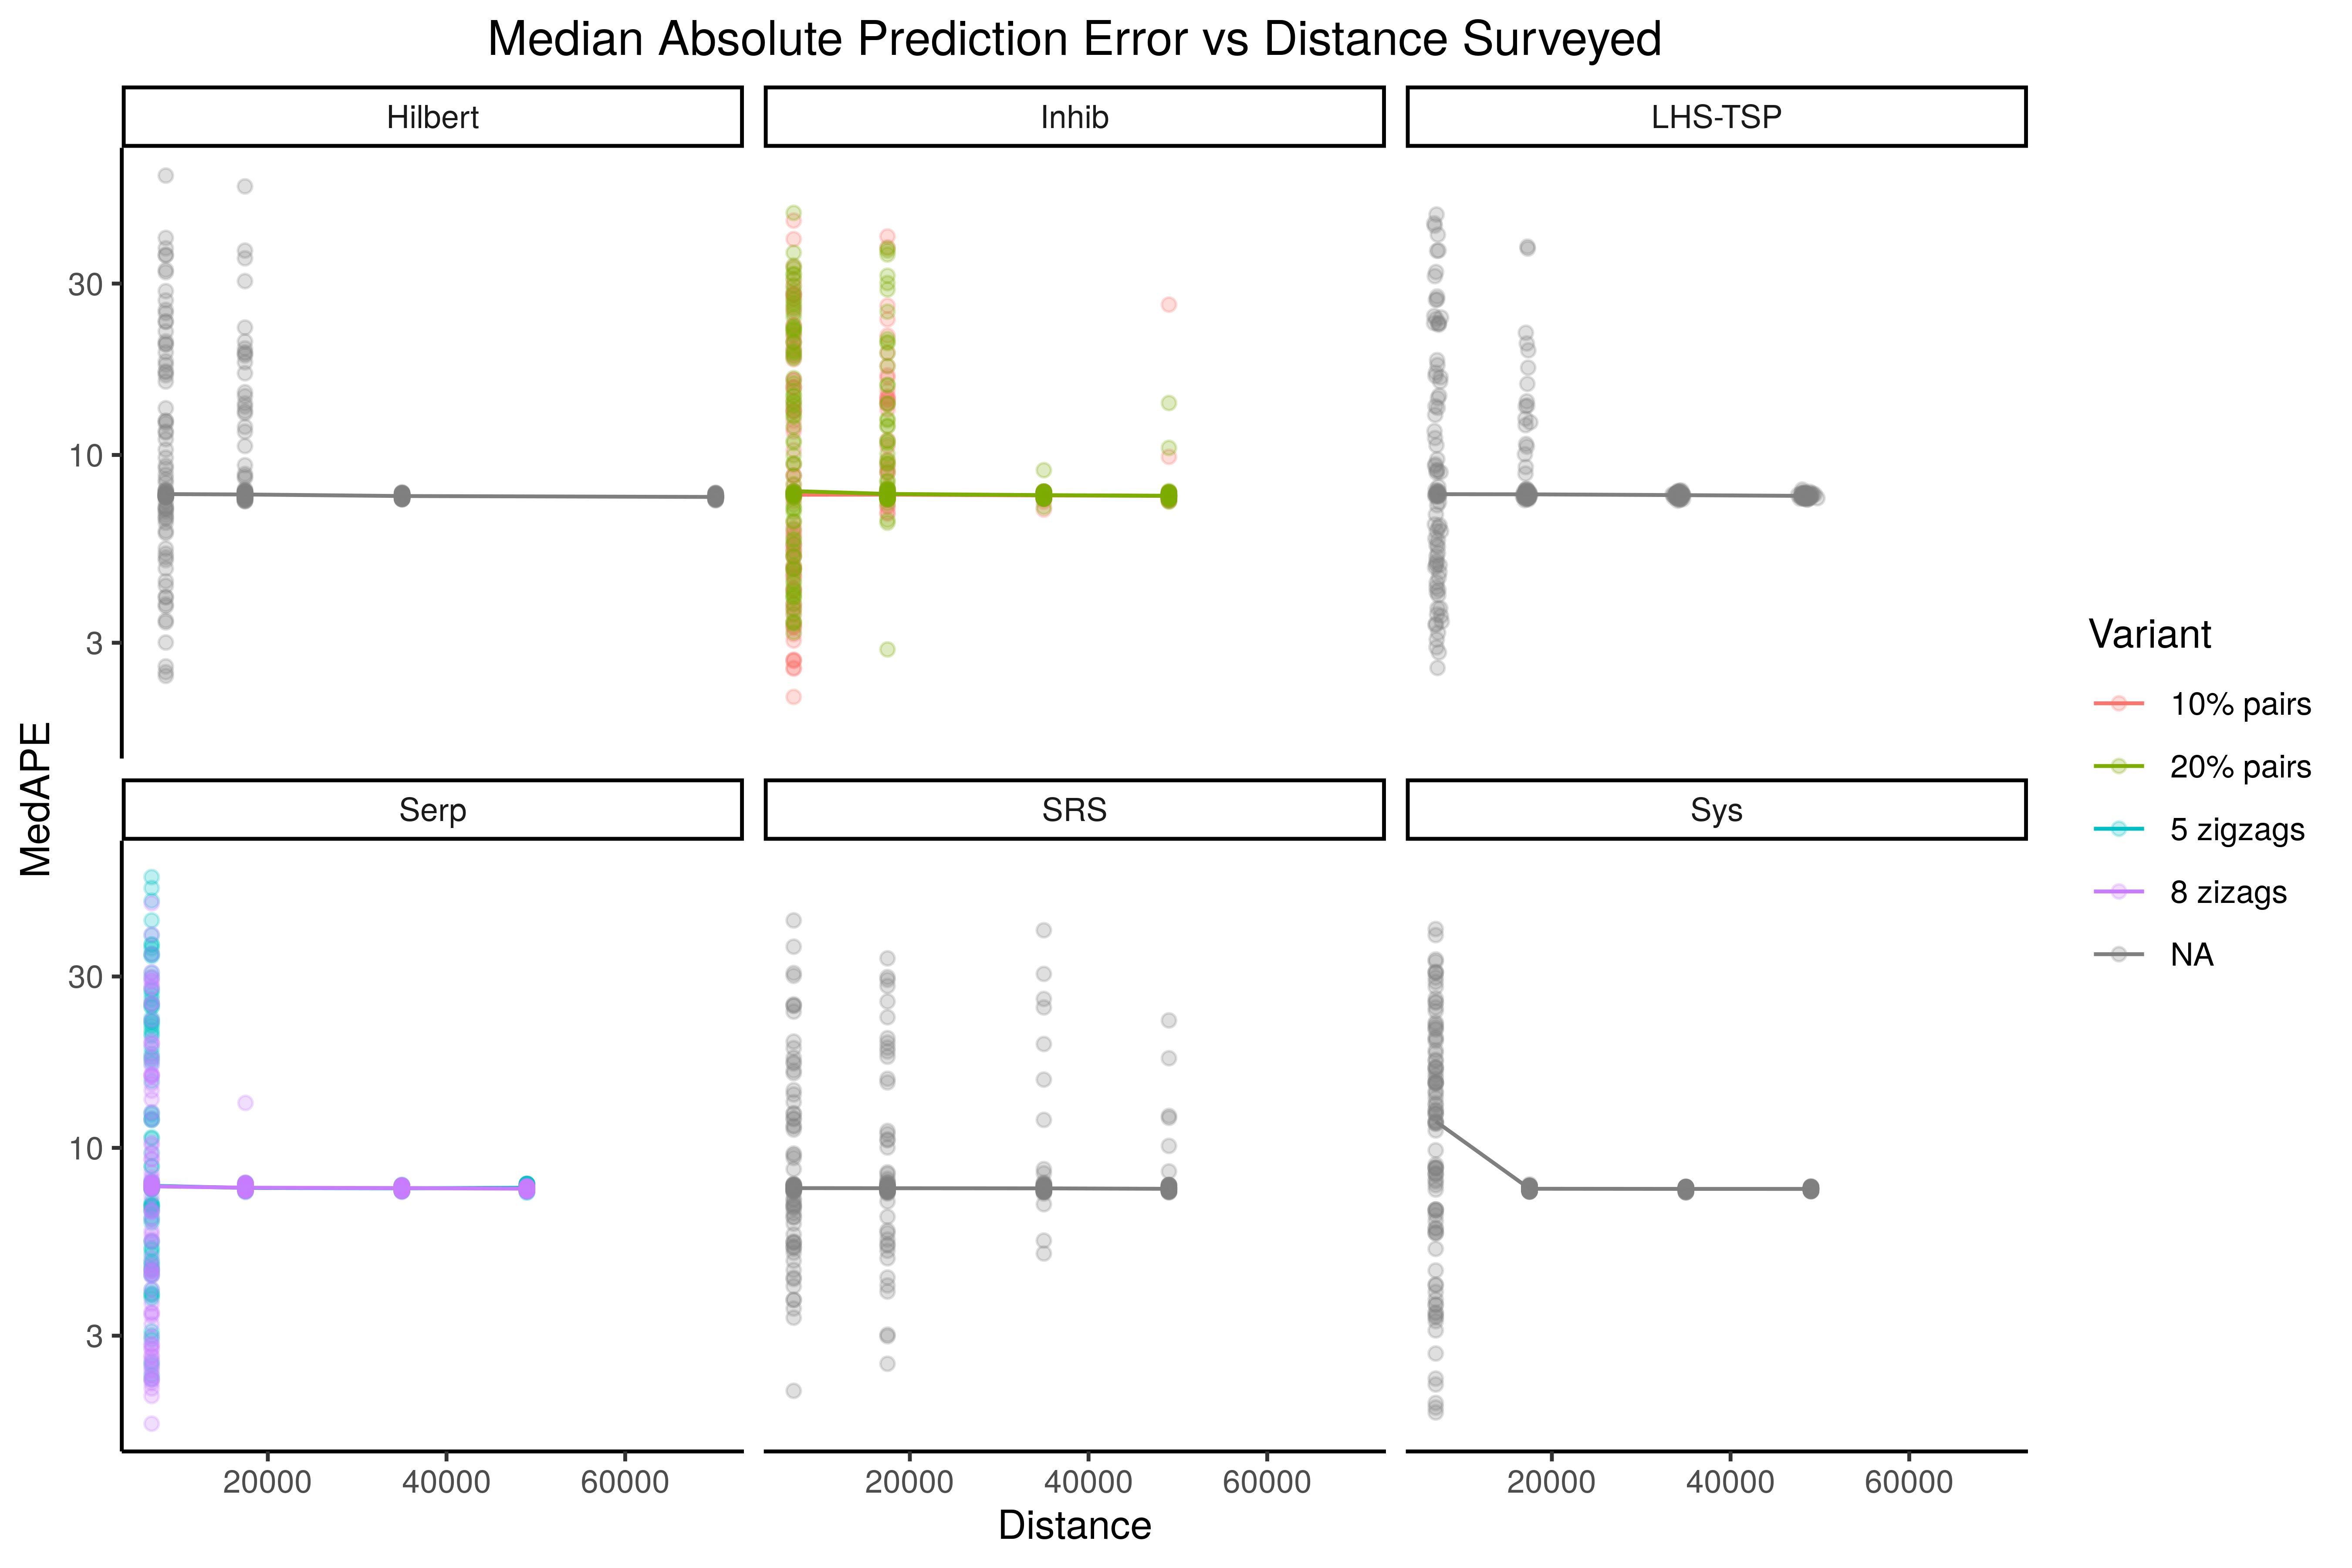 Median Absolute Prediction Error vs Distance Surveyed
Hilbert
Inhib
LHS-TSP
30
10
3
Serp
SRS
Sys
30
10
3
20000
40000
60000
20000
40000
60000
20000
40000
60000
Distance
MedAPE
Variant
10% pairs
20% pairs
5 zigzags
8 zizags
NA